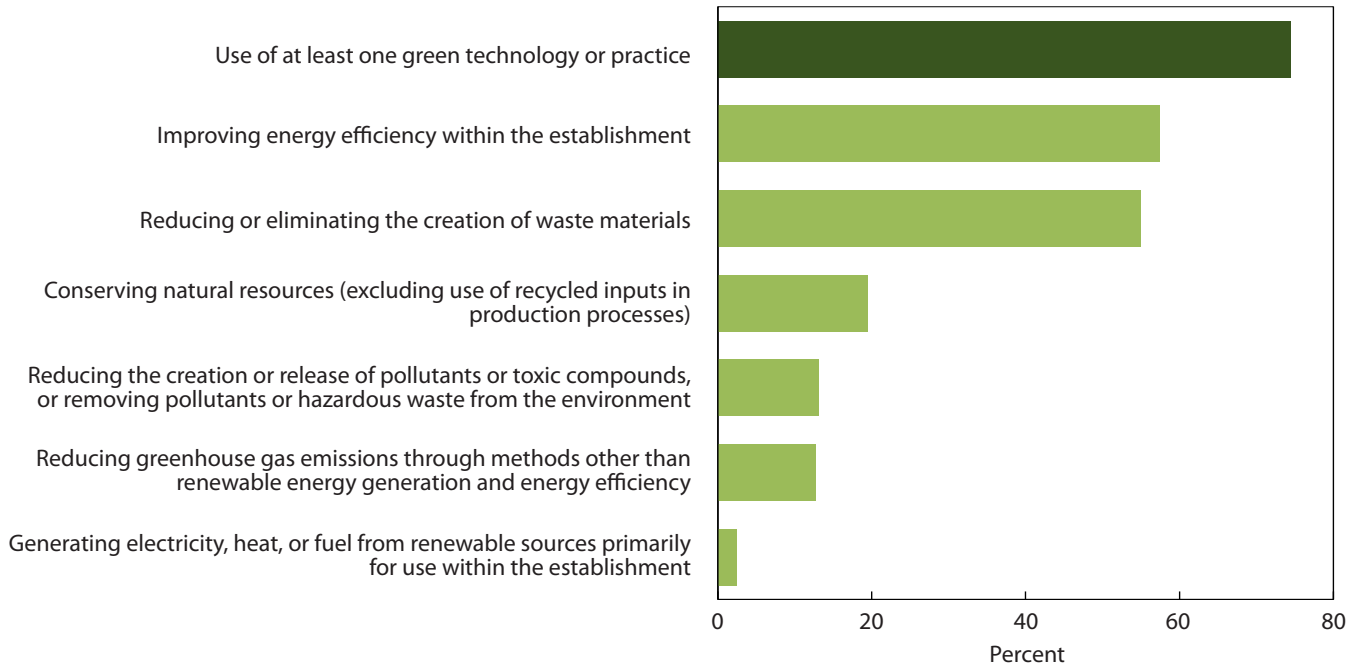 Use of at least one green technology or practice
Improving energy efficiency within the establishment
Reducing or eliminating the creation of waste materials
Conserving natural resources (excluding use of recycled inputs in
production processes)
Reducing the creation or release of pollutants or toxic compounds,
or removing pollutants or hazardous waste from the environment
Reducing greenhouse gas emissions through methods other than
renewable energy generation and energy efficiency
Generating electricity, heat, or fuel from renewable sources primarily
for use within the establishment
0 20 40 60 80
Percent